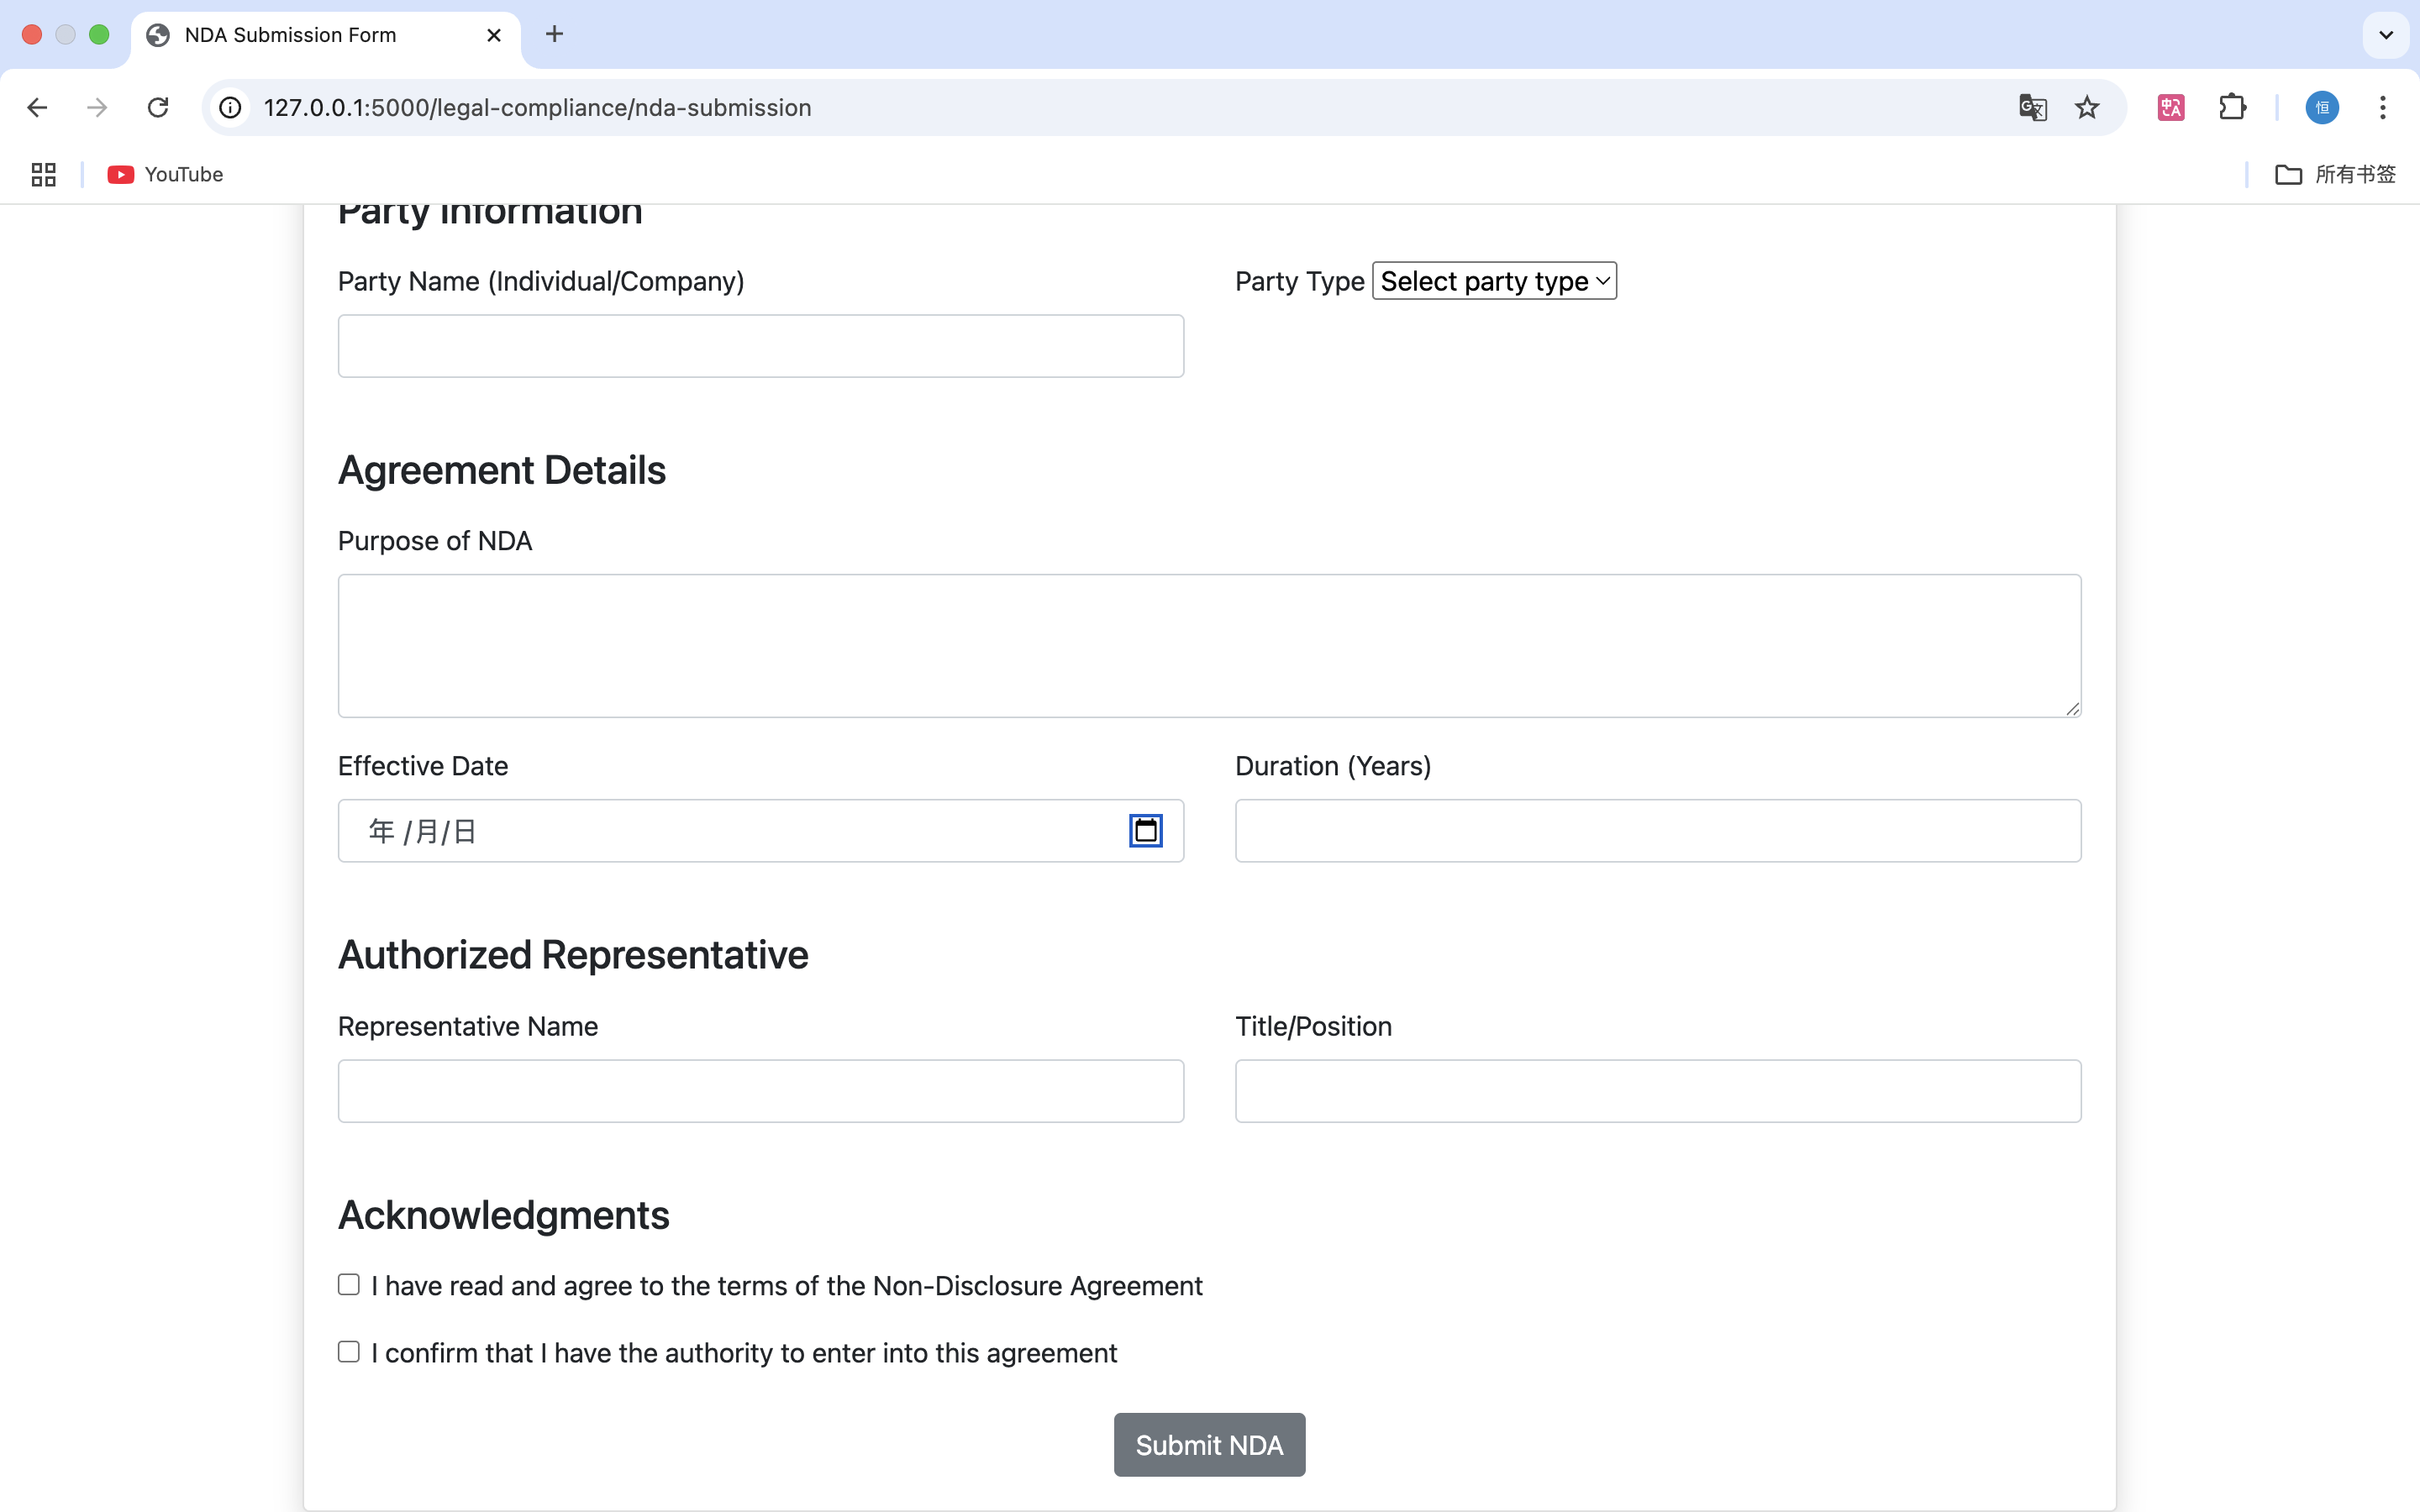 NDA Submission Form
127.0.0.1:5000/legal-compliance/nda-submission
恒
YouTube
所有书签
Party Information
Party Name (Individual/Company)
Party Type Select party type
Agreement Details
Purpose of NDA
Effective Date
Duration (Years)
年 /月/日
Authorized Representative
Representative Name
Title/Position
Acknowledgments
I have read and agree to the terms of the Non-Disclosure Agreement
I confirm that I have the authority to enter into this agreement
Submit NDA